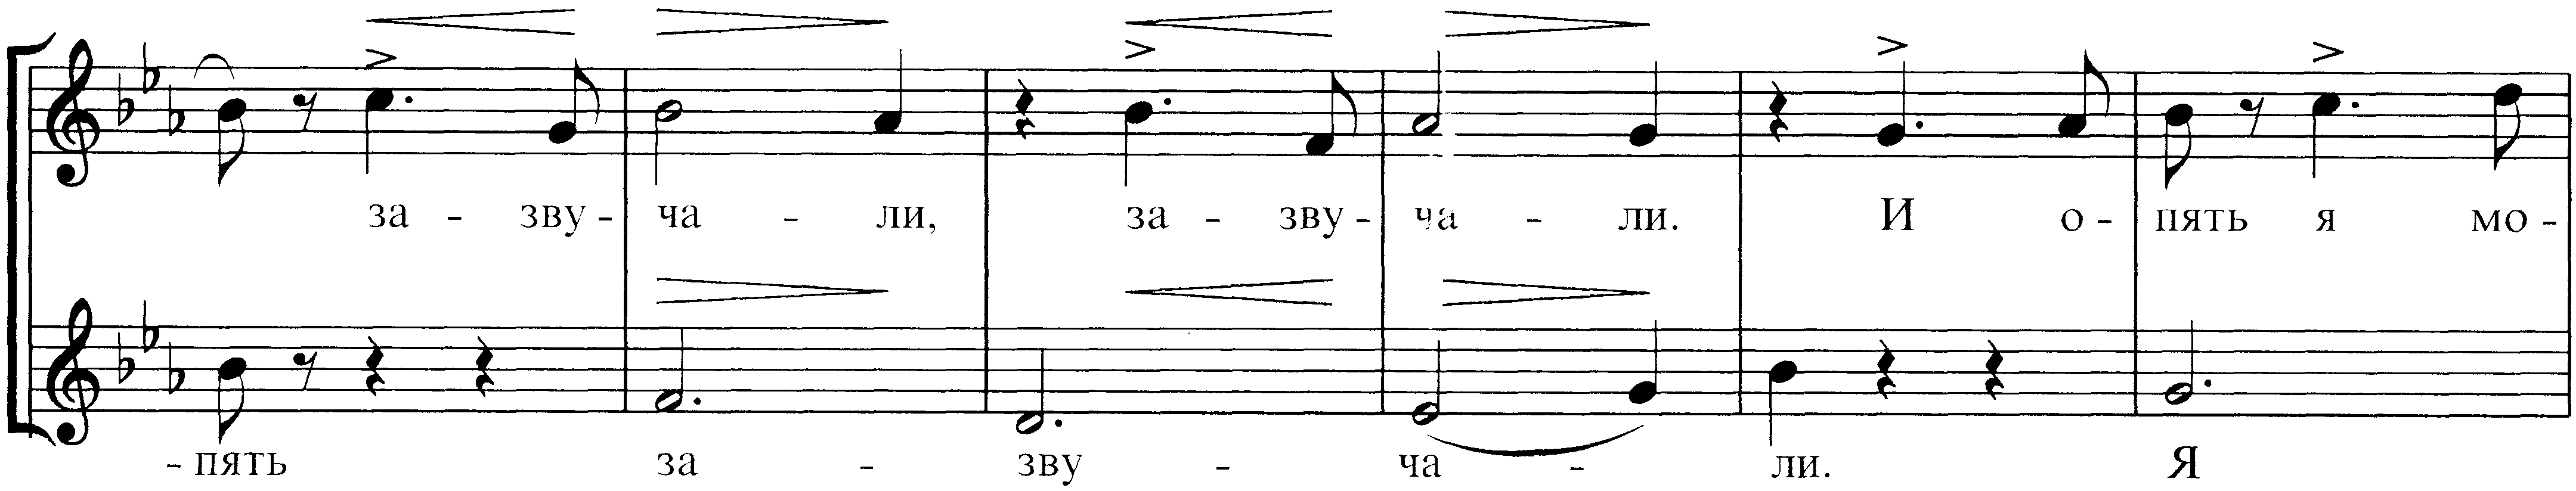 за - зву - ча - ли, за - зву - ча - ли. И о - пять я мо -
- пять за - зву - ча - ли. Я